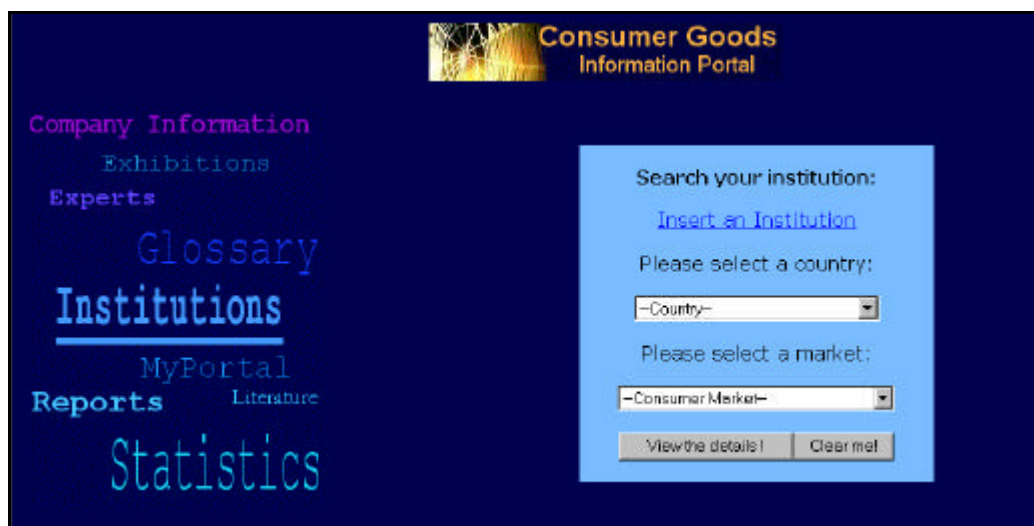 Consumer Goods
Information Portal
Company Information
Exhibitions
Experts
Glossary
Institutions
MyPortal
Reports
Literature
Statistics
Search your institution:
Insert an Institution
Please select a country:
--Country--
Please select a market:
--Consumer Market--
View the details!
Clear me!